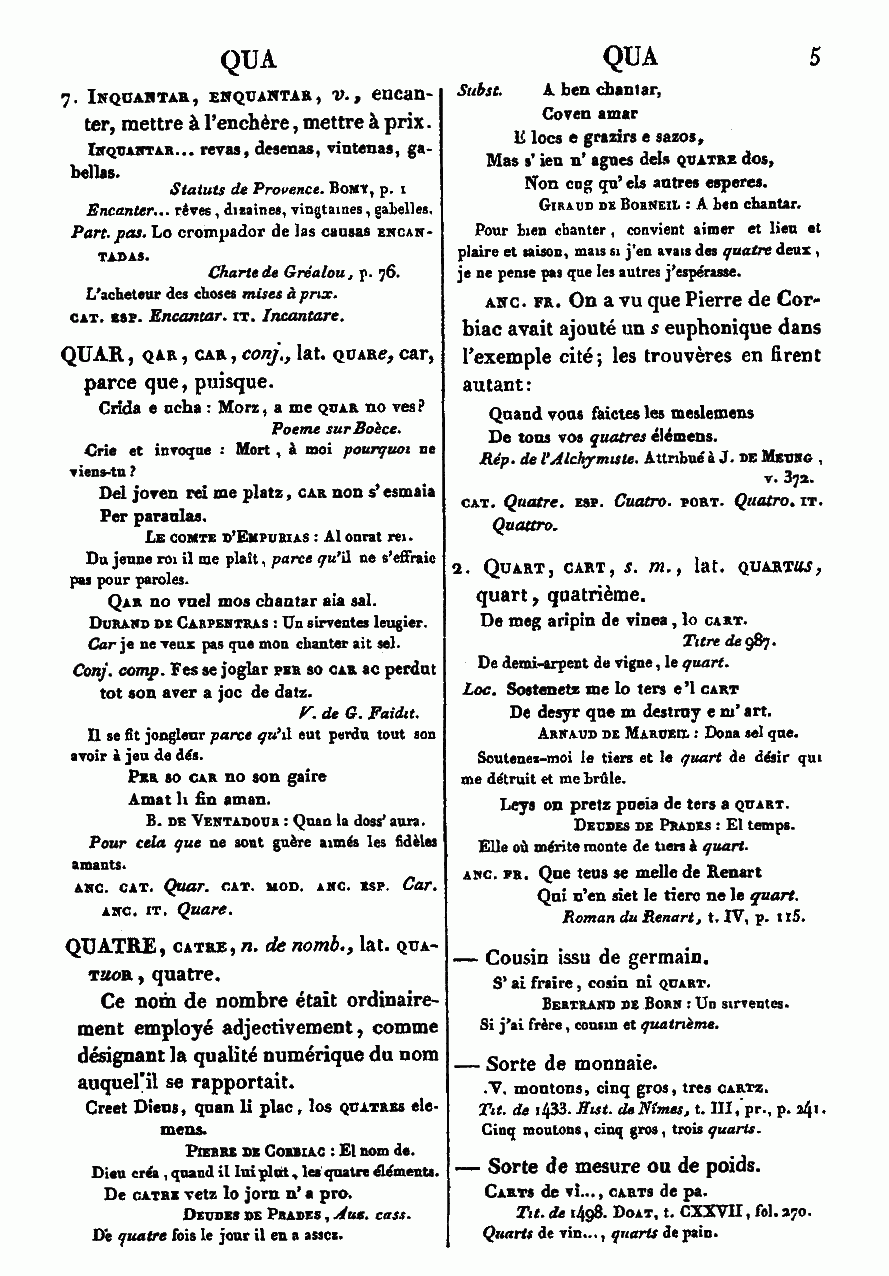 QUA
7. Inquantar, enquantar, v., encan-
ter, mettre à l'enchère, mettre à prix.
Inquantar... revas, desenas, vintenas, ga-
bellas.
Statuts de Provence. Bomy, p. 1
Encanter... rêves, dizaines, vingtaines, gabelles.
Part. pas. Lo crompador de las causas encan-
tadas.
Charte de Gréalou, p. 76.
L'acheteur des choses mises à prix.
cat. esp. Encantar. it. Incantare.
QUAR, qar, car, conj., lat. quare, car,
parce que, puisque.
Crida e ucha : Morz, a me quar no ves?
Poeme sur Boèce.
Crie et invoque : Mort, à moi pourquoi ne
viens-tu?
Del joven rei me platz, car non s'esmaia
Per paraulas.
Le comte d'Empurias : Al onrat rei.
Du jeune roi il me plaît, parce qu'il ne s'effraie
pas pour paroles.
Qar no vuel mos chantar aia sal.
Durand de Carpentras : Un sirventes leugier.
Car je ne veux pas que mon chanter ait sel.
Conj. comp. Fes se joglar per so car ac perdut
tot son aver a joc de datz.
V. de G. Faidit.
Il se fit jongleur parce qu'il eut perdu tout son
avoir à jeu de dés.
Per so car no son gaire
Amat li fin aman.
B. de Ventadour : Quan la doss' aura.
Pour cela que ne sont guère aimés les fidèles
amants.
anc. cat. Quar. cat. mod. anc. esp. Car.
anc. it. Quare.
QUATRE, catre, n. de nomb., lat. qua-
tuor, quatre.
Ce nom de nombre était ordinaire-
ment employé adjectivement, comme
désignant la qualité numérique du nom
auquel il se rapportait.
Creet Dieus, quan li plac, los quatres ele-
mens.
Pierre de Corbiac : El nom de.
Dieu créa, quand il lui plut, les quatre éléments.
De catre vetz lo jorn n'a pro.
Deudes de Prades, Aus. cass.
De quatre fois le jour il en a assez.
QUA 5
Subst. A ben chantar,
Coven amar
E locs e grazirs e sazos,
Mas s'ieu n'agues dels quatre dos,
Non cug qu'els autres esperes.
Giraud de Borneil : A ben chantar.
Pour bien chanter, convient aimer et lieu et
plaire et saison, mais si j'en avais des quatre deux,
je ne pense pas que les autres j'espérasse.
anc. fr. On a vu que Pierre de Cor-
biac avait ajouté un s euphonique dans
l'exemple cité; les trouvères en firent
autant:
Quand vous faictes les meslemens
De tous vos quatres élémens.
Rép. de l'Alchymiste. Attribué à J. de Meung,
v. 372.
cat. Quatre. esp. Cuatro. port. Quatro. it.
Quattro.
2. Quart, cart, s. m., lat. quartus,
quart, quatrième.
De meg aripin de vinea, lo cart.
Titre de 987.
De demi-arpent de vigne, le quart.
Loc. Sostenetz me lo ters e'l cart
De desyr que m destruy e m'art.
Arnaud de Marueil : Dona sel que.
Soutenez-moi le tiers et le quart de désir qui
me détruit et me brûle.
Leys on pretz pueia de ters a quart.
Deudes de Prades : El temps.
Elle où mérite monte de tiers à quart.
anc. fr. Que teus se melle de Renart
Qui n'en siet le tierc ne le quart.
Roman du Renart, t. IV, p. 115.
— Cousin issu de germain.
S'ai fraire, cosin ni quart.
Bertrand de Born : Un sirventes.
Si j'ai frère, cousin et quatrième.
— Sorte de monnaie.
.V. montons, cinq gros, tres cartz.
Tit. de 1433. Hist. de Nîmes, t. III, pr., p. 241.
Cinq moutons, cinq gros, trois quarts.
— Sorte de mesure ou de poids.
Carts de vi..., carts de pa.
Tit. de 1498. Doat, t. CXXVII, fol. 270.
Quarts de vin..., quarts de pain.